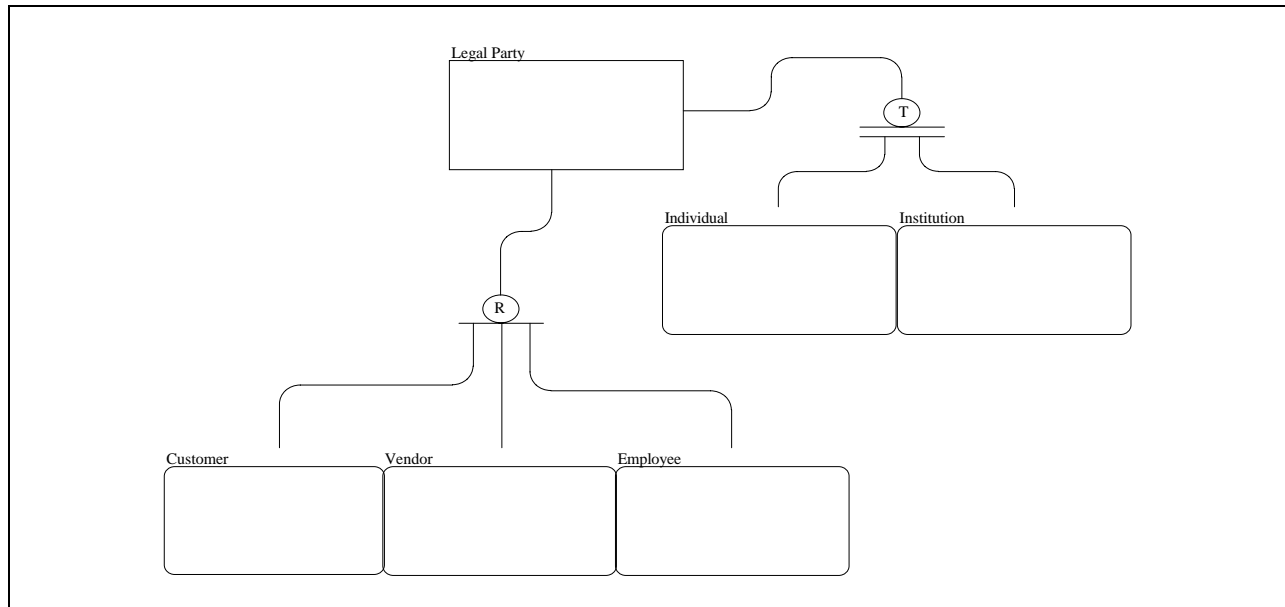 Legal Party
T
Individual
Institution
R
Customer
Vendor
Employee